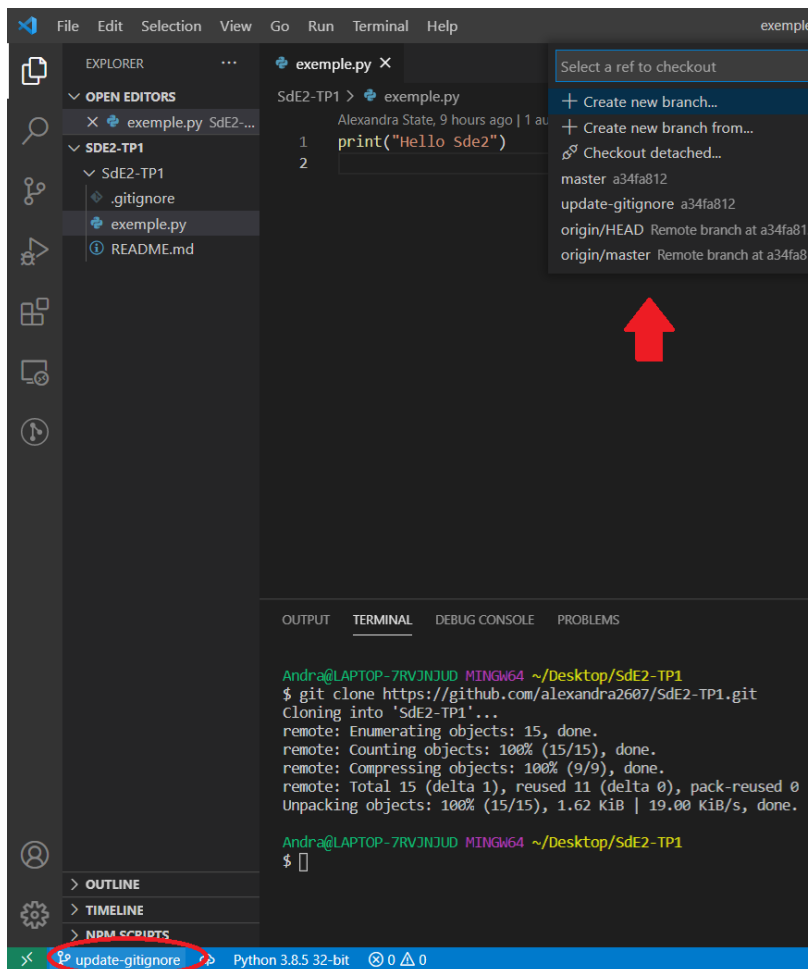 File Edit Selection View Go Run Terminal Help
EXPLORER ...
OPEN EDITORS
exemple.py SdE2-...
SDE2-TP1
SdE2-TP1
.gitignore
exemple.py
README.md
OUTLINE
TIMELINE
NPM SCRIPTS
exemple.py
SdE2-TP1 > exemple.py
Alexandra State, 9 hours ago | 1
1 print("Hello Sde2")
2
Select a ref to checkout
+ Create new branch...
+ Create new branch from...
Checkout detached...
master a34fa812
update-gitignore a34fa812
origin/HEAD Remote branch at
origin/master Remote branch at
OUTPUT TERMINAL DEBUG CONSOLE PROBLEMS
Andra@LAPTOP-7RVJNJUD MINGW64 ~/Desktop/SdE2-TP1
$ git clone https://github.com/alexandra2607/SdE2-TP1.git
Cloning into 'SdE2-TP1'...
remote: Enumerating objects: 15, done.
remote: Counting objects: 100% (15/15), done.
remote: Compressing objects: 100% (9/9), done.
remote: Total 15 (delta 1), reused 11 (delta 0), pack-reused 0
Unpacking objects: 100% (15/15), 1.62 KiB | 19.00 KiB/s, done.
Andra@LAPTOP-7RVJNJUD MINGW64 ~/Desktop/SdE2-TP1
$
update-gitignore Python 3.8.5 32-bit 0 0